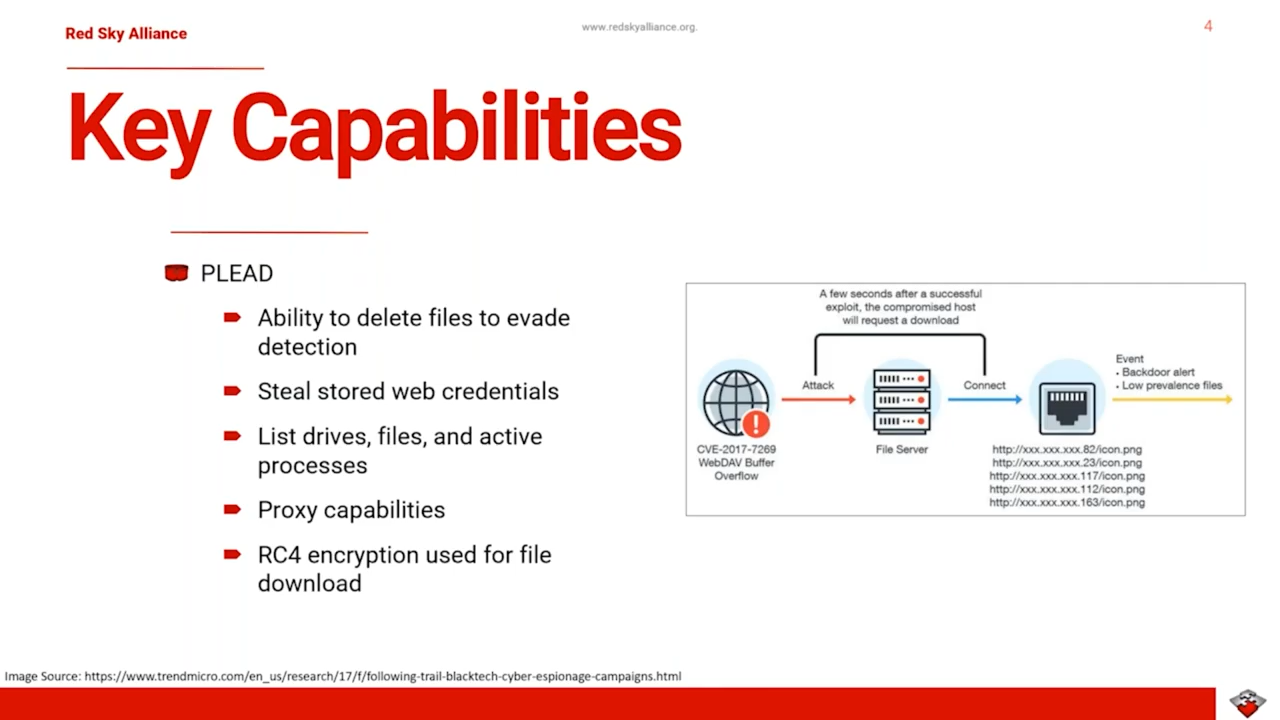 Red Sky Alliance
www.redskyalliance.org.
4
Key Capabilities
PLEAD
Ability to delete files to evade
detection
Steal stored web credentials
List drives, files, and active
processes
Proxy capabilities
RC4 encryption used for file
download
A few seconds after a successful
exploit, the compromised host
will request a download
Attack
Connect
Event
• Backdoor alert
• Low prevalence files
CVE-2017-7269
WebDAV Buffer
Overflow
File Server
http://xxx.xxx.xxx.82/icon.png
http://xxx.xxx.xxx.23/icon.png
http://xxx.xxx.xxx.117/icon.png
http://xxx.xxx.xxx.112/icon.png
http://xxx.xxx.xxx.163/icon.png
Image Source: https://www.trendmicro.com/en_us/research/17/f/following-trail-blacktech-cyber-espionage-campaigns.html